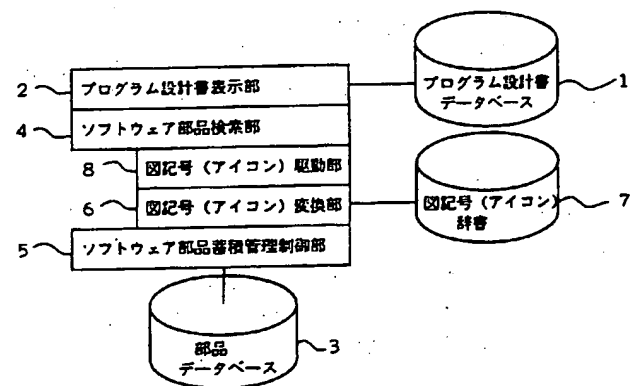 2
プログラム設計書表示部
プログラム設計書
データベース
1
4
ソフトウェア部品検索部
8
図記号(アイコン)駆動部
6
図記号(アイコン)変換部
図記号(アイコン)
辞書
7
5
ソフトウェア部品蓄積管理制御部
部品
データベース
3